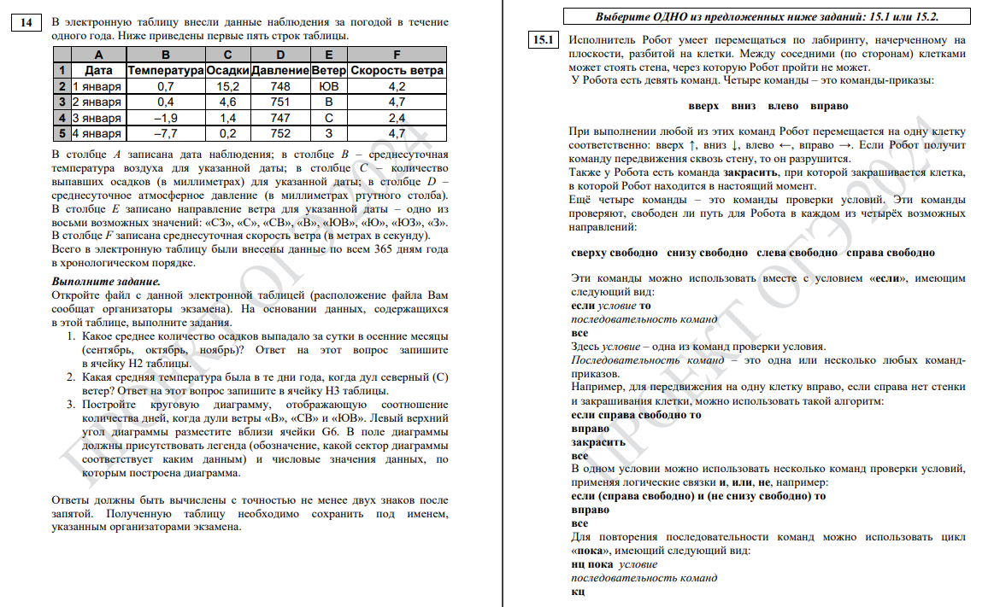 14
В электронную таблицу внесли данные наблюдения за погодой в течение
одного года. Ниже приведены первые пять строк таблицы.
A B C D E F
1 Дата Температура Осадки Давление Ветер Скорость ветра
2 1 января 0,7 15,2 748 ЮВ 4,2
3 2 января 0,4 4,6 751 В 4,7
4 3 января –1,9 1,4 747 С 2,4
5 4 января –7,7 0,2 752 З 4,7
В столбце A записана дата наблюдения; в столбце B – среднесуточная
температура воздуха для указанной даты; в столбце C – количество
выпавших осадков (в миллиметрах) для указанной даты; в столбце D –
среднесуточное атмосферное давление (в миллиметрах ртутного столба).
В столбце E записано направление ветра для указанной даты – одно из
восьми возможных значений: «СЗ», «С», «СВ», «В», «ЮВ», «Ю», «ЮЗ», «З».
В столбце F записана среднесуточная скорость ветра (в метрах в секунду).
Всего в электронную таблицу были внесены данные по всем 365 дням года
в хронологическом порядке.
Выполните задание.
Откройте файл с данной электронной таблицей (расположение файла Вам
сообщат организаторы экзамена). На основании данных, содержащихся
в этой таблице, выполните задания.
1. Какое среднее количество осадков выпадало за сутки в осенние месяцы
(сентябрь, октябрь, ноябрь)? Ответ на этот вопрос запишите
в ячейку H2 таблицы.
2. Какая средняя температура была в те дни года, когда дул северный (С)
ветер? Ответ на этот вопрос запишите в ячейку H3 таблицы.
3. Постройте круговую диаграмму, отображающую соотношение
количества дней, когда дули ветры «В», «СВ» и «ЮВ». Левый верхний
угол диаграммы разместите вблизи ячейки G6. В поле диаграммы
должны присутствовать легенда (обозначение, какой сектор диаграммы
соответствует каким данным) и числовые значения данных, по
которым построена диаграмма.
Ответы должны быть вычислены с точностью не менее двух знаков после
запятой. Полученную таблицу необходимо сохранить под именем,
указанным организаторами экзамена.
ПРОЕКТ ОГЭ 2024
Выберите ОДНО из предложенных ниже заданий: 15.1 или 15.2.
15.1
Исполнитель Робот умеет перемещаться по лабиринту, начерченному на
плоскости, разбитой на клетки. Между соседними (по сторонам) клетками
может стоять стена, через которую Робот пройти не может.
У Робота есть девять команд. Четыре команды – это команды-приказы:
вверх вниз влево вправо
При выполнении любой из этих команд Робот перемещается на одну клетку
соответственно: вверх ↑, вниз ↓, влево ←, вправо →. Если Робот получит
команду передвижения сквозь стену, то он разрушится.
Также у Робота есть команда закрасить, при которой закрашивается клетка,
в которой Робот находится в настоящий момент.
Ещё четыре команды – это команды проверки условий. Эти команды
проверяют, свободен ли путь для Робота в каждом из четырёх возможных
направлений:
сверху свободно снизу свободно слева свободно справа свободно
Эти команды можно использовать вместе с условием «если», имеющим
следующий вид:
если условие то
последовательность команд
все
Здесь условие – одна из команд проверки условия.
Последовательность команд – это одна или несколько любых команд-
приказов.
Например, для передвижения на одну клетку вправо, если справа нет стенки
и закрашивания клетки, можно использовать такой алгоритм:
если справа свободно то
вправо
закрасить
все
В одном условии можно использовать несколько команд проверки условий,
применяя логические связки и, или, не, например:
если (справа свободно) и (не снизу свободно) то
вправо
все
Для повторения последовательности команд можно использовать цикл
«пока», имеющий следующий вид:
нц пока условие
последовательность команд
кц
ПРОЕКТ ОГЭ 2024